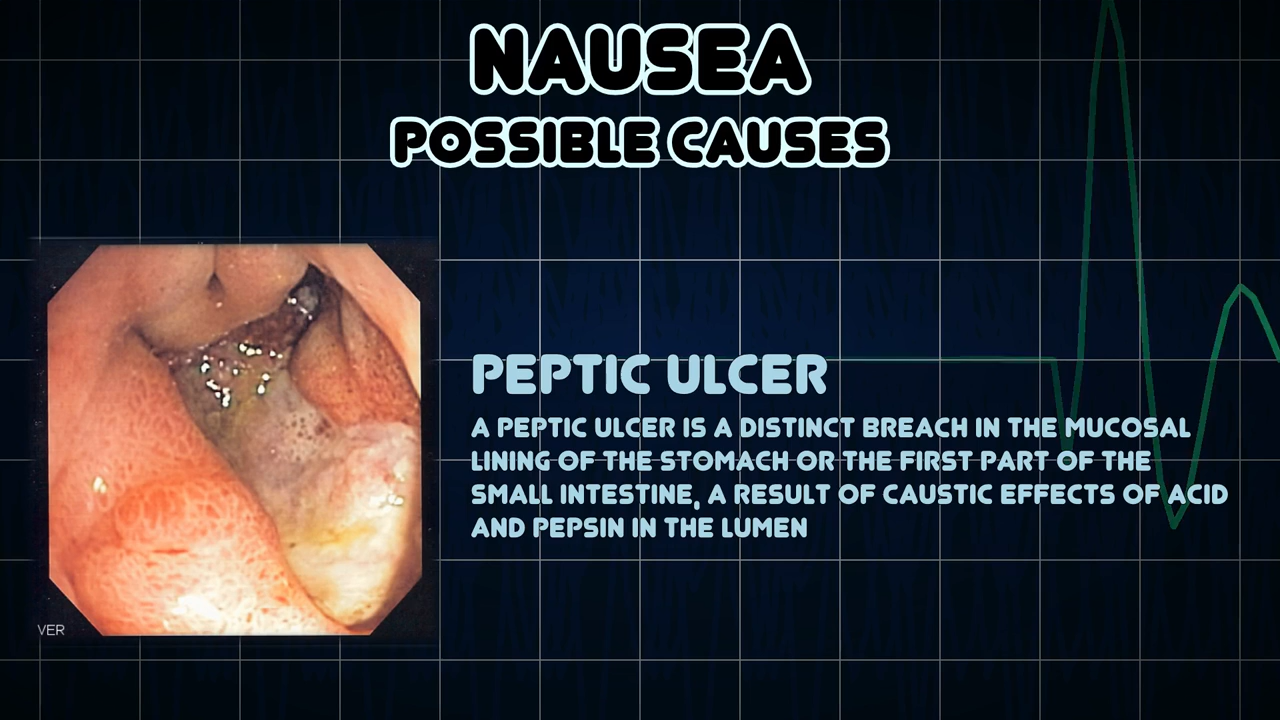 NAUSEA
POSSIBLE CAUSES
PEPTIC ULCER
A PEPTIC ULCER IS A DISTINCT BREACH IN THE MUCOSAL
LINING OF THE STOMACH OR THE FIRST PART OF THE
SMALL INTESTINE, A RESULT OF CAUSTIC EFFECTS OF ACID
AND PEPSIN IN THE LUMEN
VER